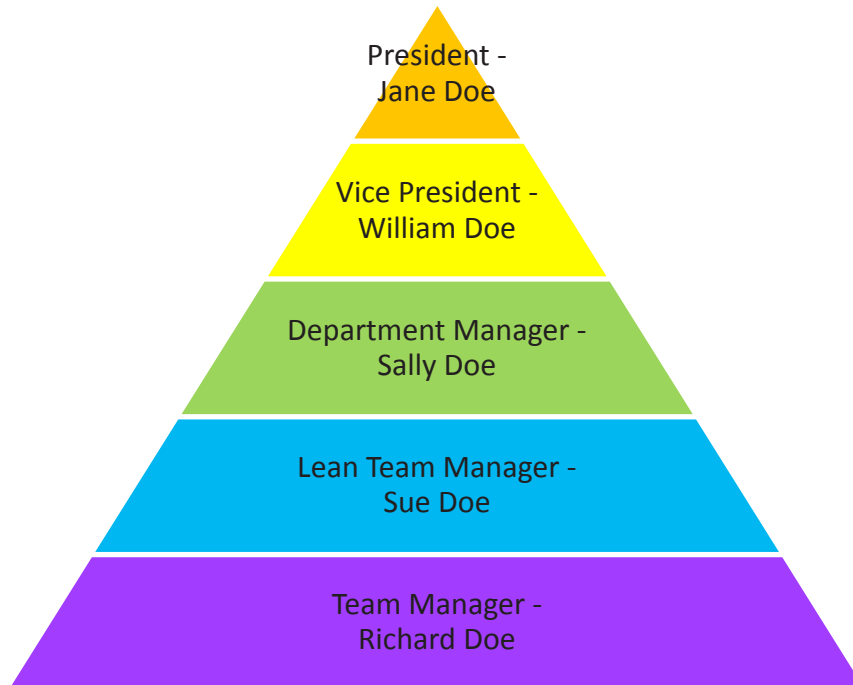 President -
Jane Doe
Vice President -
William Doe
Department Manager -
Sally Doe
Lean Team Manager -
Sue Doe
Team Manager -
Richard Doe